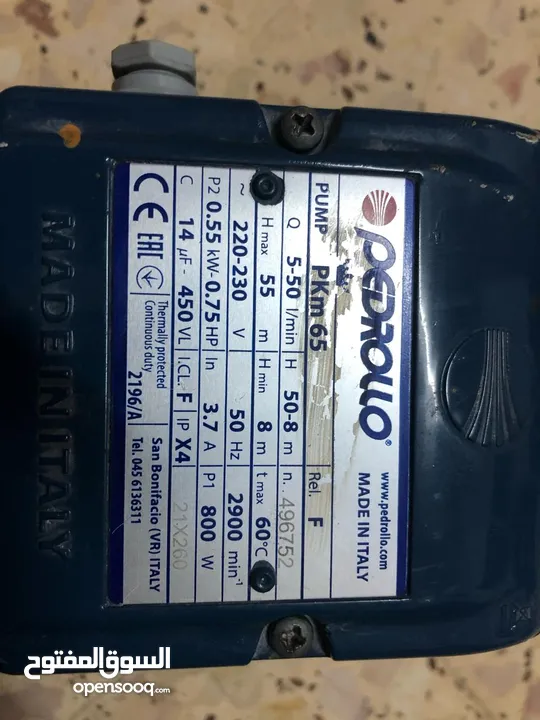 PEDROLLO®
www.pedrollo.com
MADE IN ITALY
PUMP PKm 65 Rel. F
Q 5-50 l/min H 50-8 m n. 496752
H max 55 m H min 8 m t max 60°C
~ 220-230 V 50 Hz 2900 min⁻¹
P2 0.55 kW-0.75 HP In 3.7 A P1 800 W
C 14 µF - 450 VL I.CL. F IP X4 21X260
CE EAC Thermally protected
Continuous duty
2196/A
San Bonifacio (VR) ITALY
Tel. 045 6136311
MADE IN ITALY
السوق المفتوح
opensooq.com